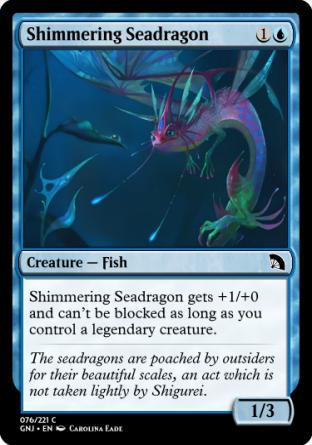 Shimmering Seadragon 1
Creature — Fish
Shimmering Seadragon gets +1/+0
and can't be blocked as long as you
control a legendary creature.
The seadragons are poached by outsiders
for their beautiful scales, an act which is
not taken lightly by Shigurei.
1/3
076/221 C
GNJ • EN Carolina Eade